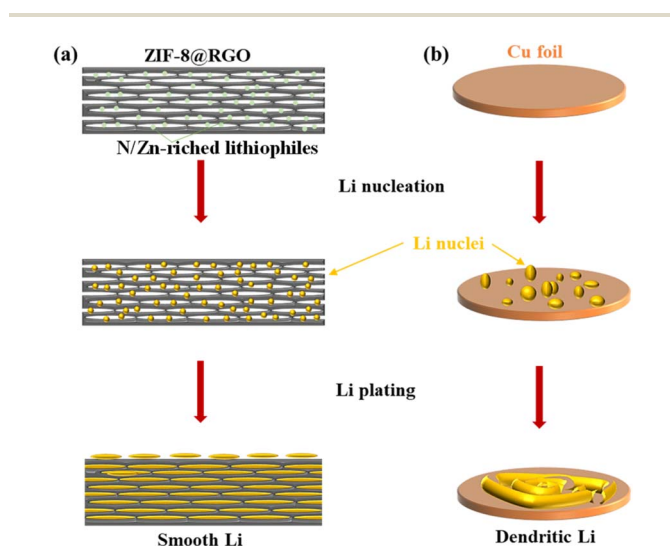 (a)
ZIF-8@RGO
(b)
Cu foil
N/Zn-riched lithiophiles
Li nucleation
Li nuclei
Li plating
Smooth Li
Dendritic Li